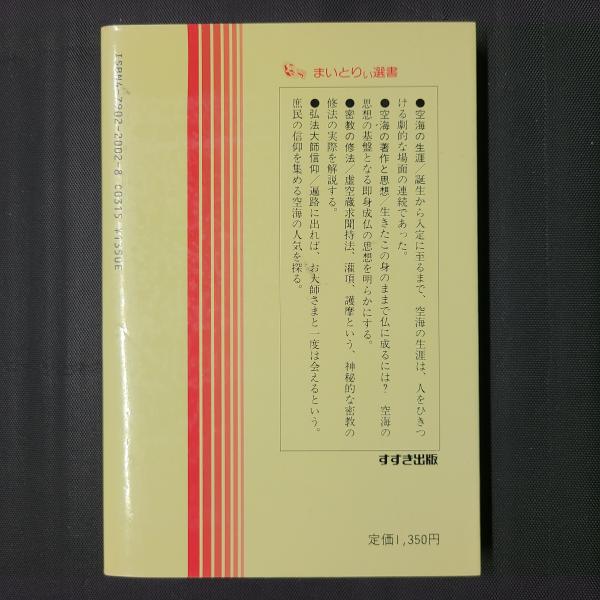 まいとりぃ選書
●空海の生涯/誕生から入定に至るまで、空海の生涯は、人をひきつ
ける劇的な場面の連続であった。
●空海の著作と思想/生きたこの身のままで仏に成るには? 空海の
思想の基盤となる即身成仏の思想を明らかにする。
●密教の修法/虚空蔵求聞持法、灌頂、護摩という、神秘的な密教の
修法の実際を解説する。
●弘法大師信仰/遍路に出れば、お大師さまと一度は会えるという。
庶民の信仰を集める空海の人気を探る。
すずき出版
定価1,350円
ISBN4-7902-2002-8 C0315 ¥1350E